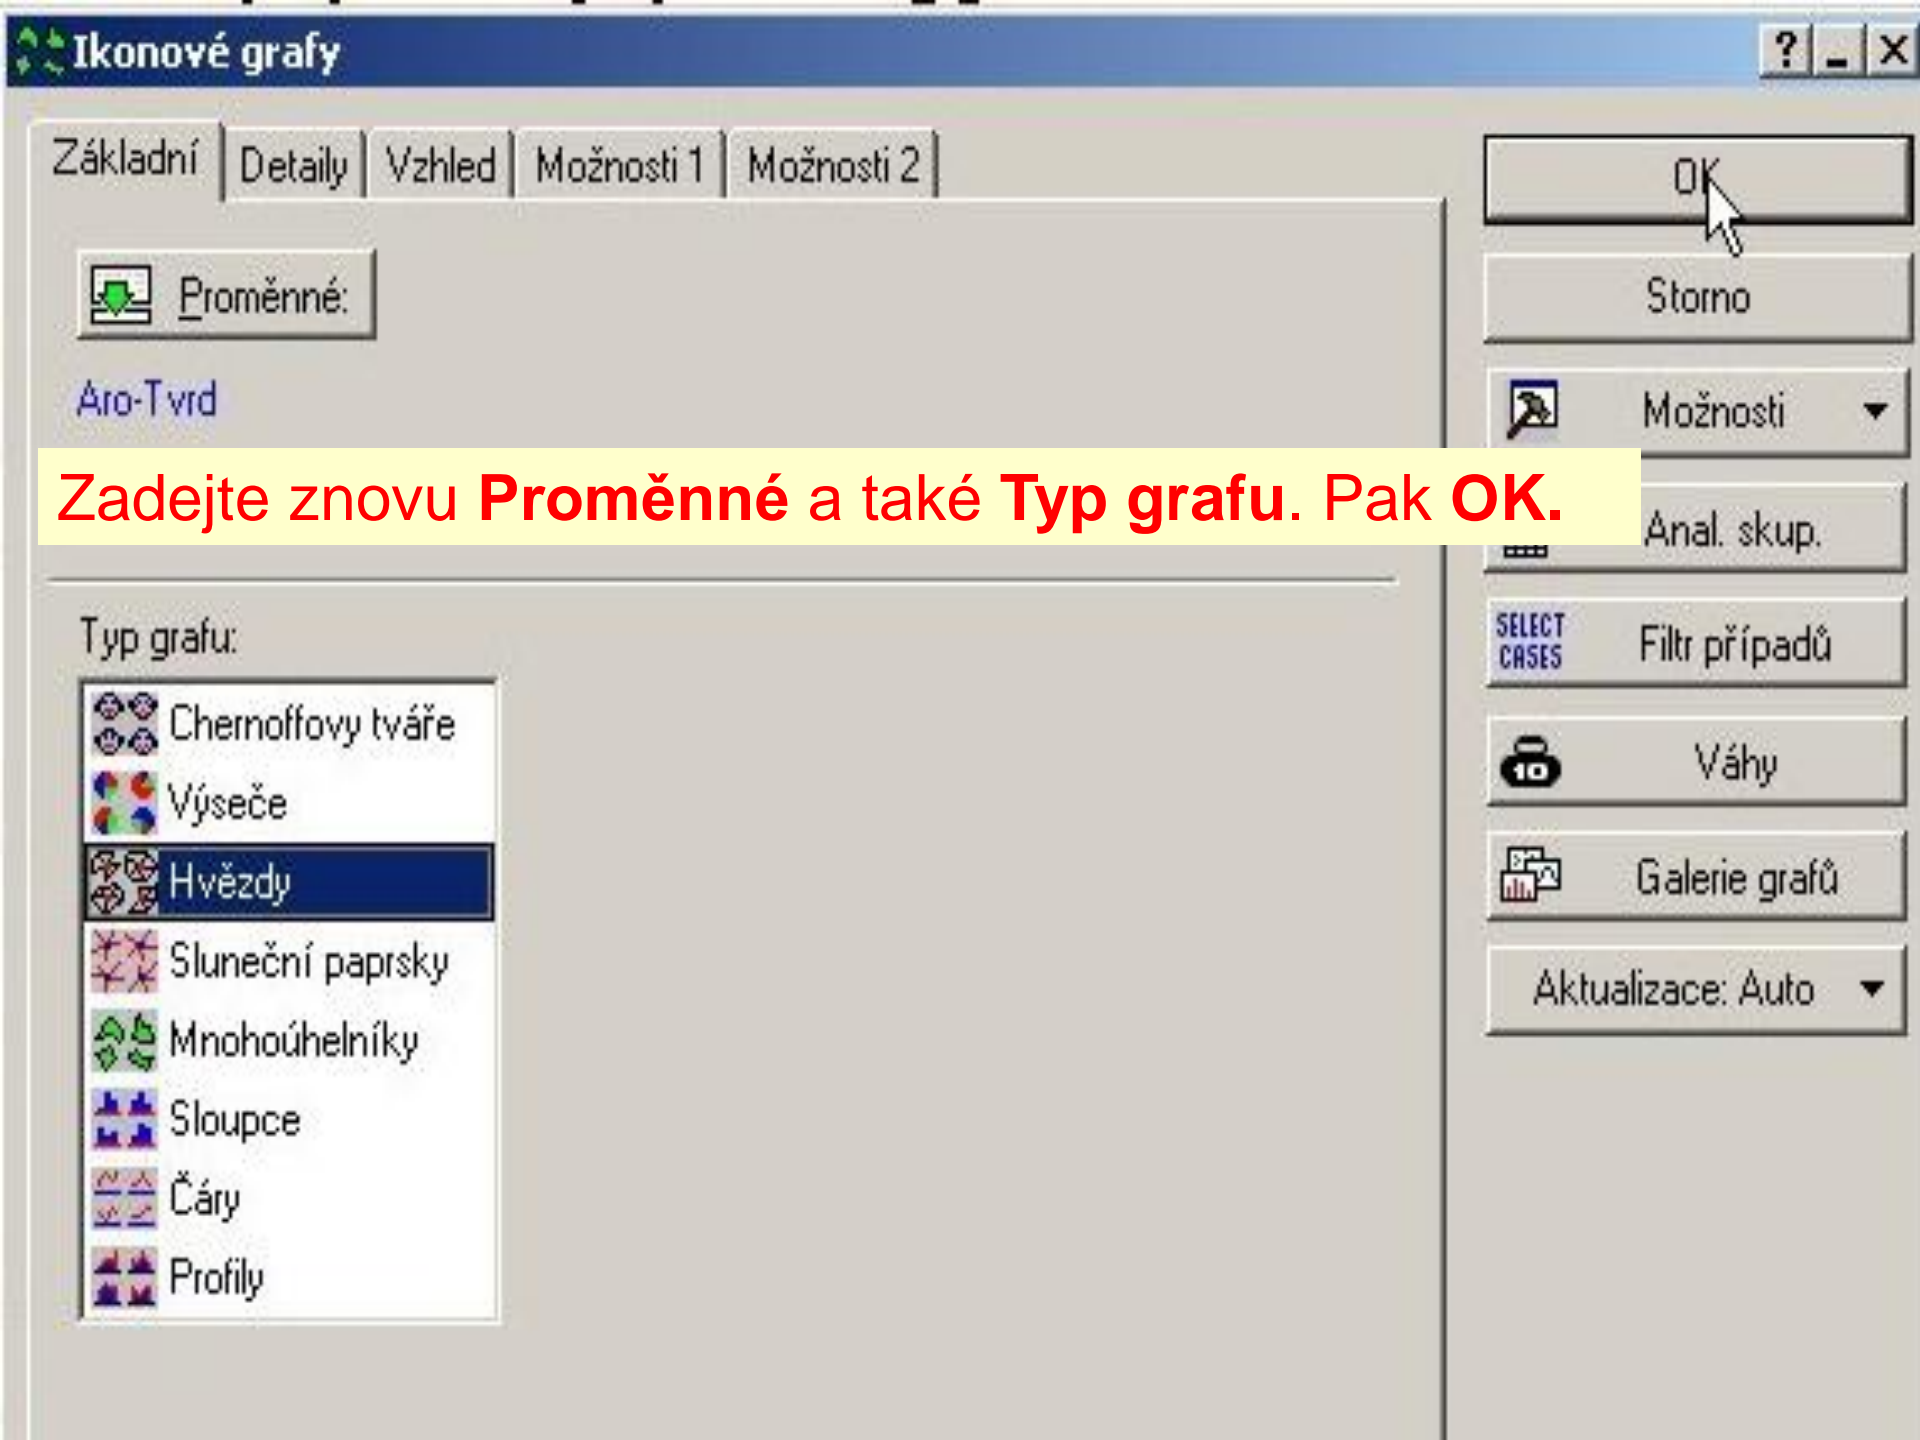 Ikonové grafy
Základní
Detaily
Vzhled
Možnosti 1
Možnosti 2
OK
Proměnné:
Storno
Aro-Tvrd
Možnosti
Zadejte znovu Proměnné a také Typ grafu. Pak OK.
Anal. skup.
Typ grafu:
SELECT CASES
Filtr případů
Chernoffovy tváře
10
Váhy
Výseče
Hvězdy
Galerie grafů
Sluneční paprsky
Aktualizace: Auto
Mnohoúhelníky
Sloupce
Čáry
Profily